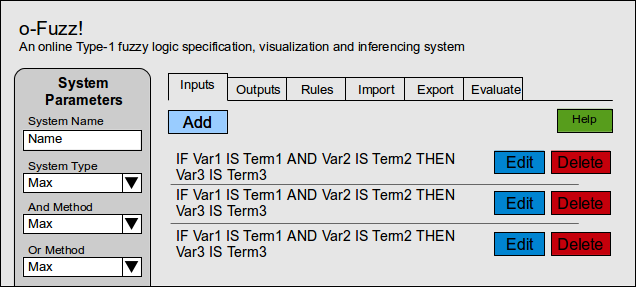 o-Fuzz!
An online Type-1 fuzzy logic specification, visualization and inferencing system
System
Parameters
System Name
Name
System Type
Max
And Method
Max
Or Method
Max
Inputs
Outputs
Rules
Import
Export
Evaluate
Add
Help
IF Var1 IS Term1 AND Var2 IS Term2 THEN
Var3 IS Term3
Edit
Delete
IF Var1 IS Term1 AND Var2 IS Term2 THEN
Var3 IS Term3
Edit
Delete
IF Var1 IS Term1 AND Var2 IS Term2 THEN
Var3 IS Term3
Edit
Delete